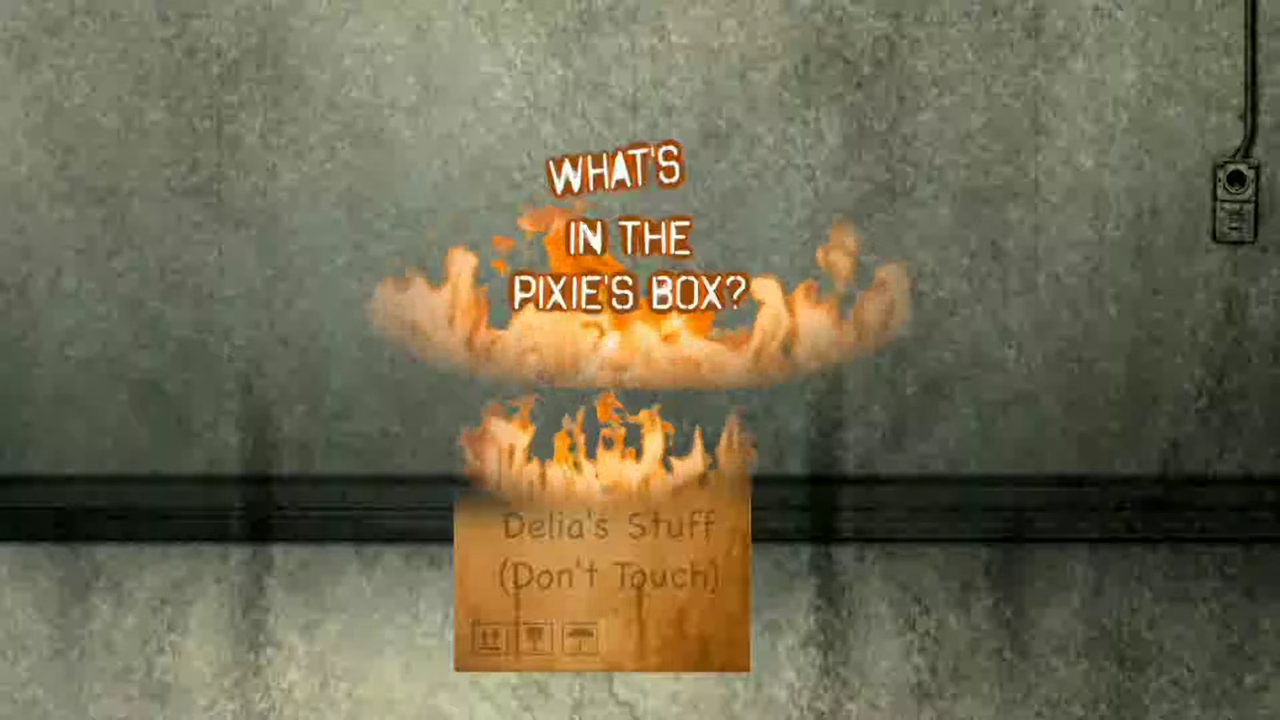 WHAT'S
IN THE
PIXIE'S BOX?
Delia's Stuff
(Don't Touch)